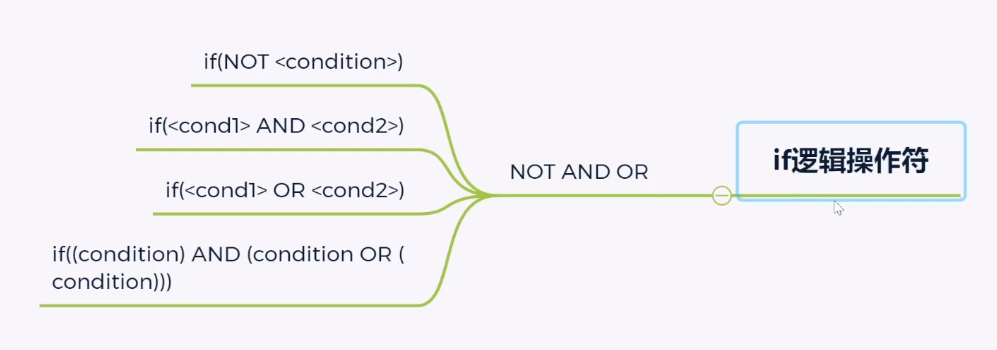 if(NOT <condition>)
if(<cond1> AND <cond2>)
if(<cond1> OR <cond2>)
if((condition) AND (condition OR (
condition)))
NOT AND OR
if逻辑操作符